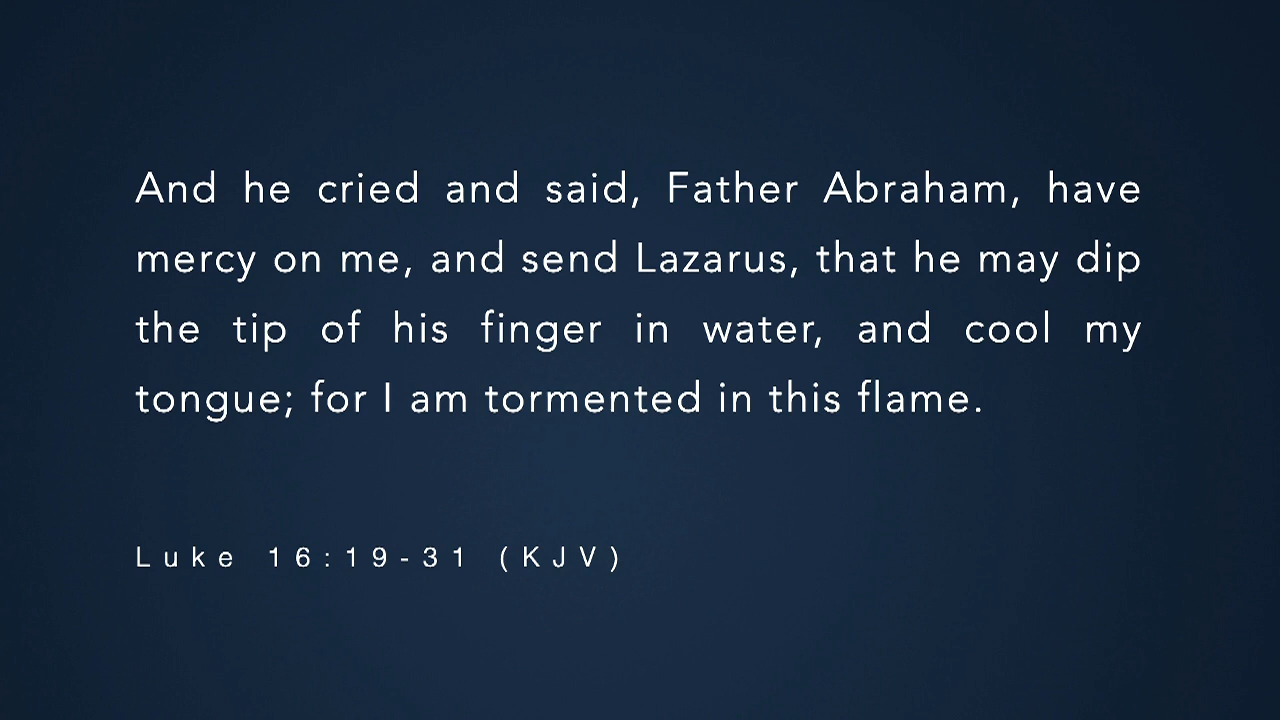 And he cried and said, Father Abraham, have
mercy on me, and send Lazarus, that he may dip
the tip of his finger in water, and cool my
tongue; for I am tormented in this flame.
Luke 16:19-31 (KJV)